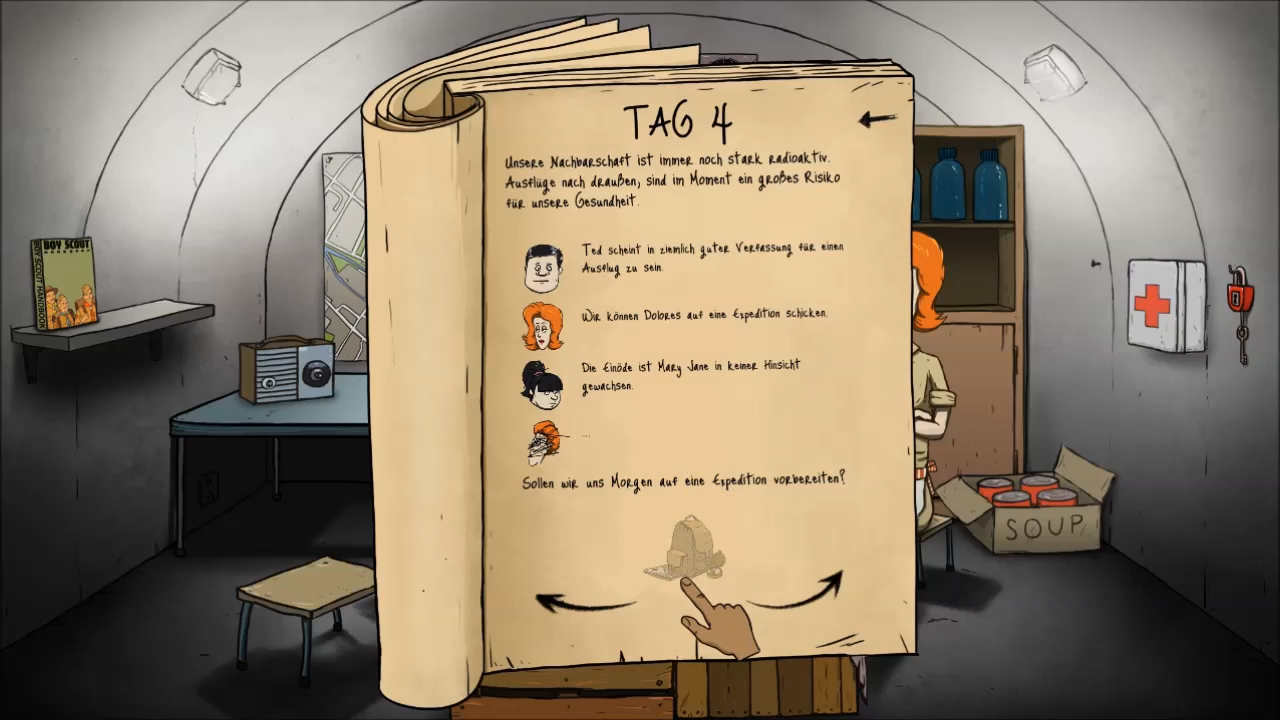 TAG 4
Unsere Nachbarschaft ist immer noch stark radioaktiv.
Ausflüge nach draußen, sind im Moment ein großes Risiko
für unsere Gesundheit.
Ted scheint in ziemlich guter Verfassung für einen
Ausflug zu sein.
Wir können Dolores auf eine Expedition schicken.
Die Einöde ist Mary Jane in keiner Hinsicht
gewachsen.
...
Sollen wir uns Morgen auf eine Expedition vorbereiten?
BOY SCOUT
BOY SCOUT HANDBOOK
SOUP